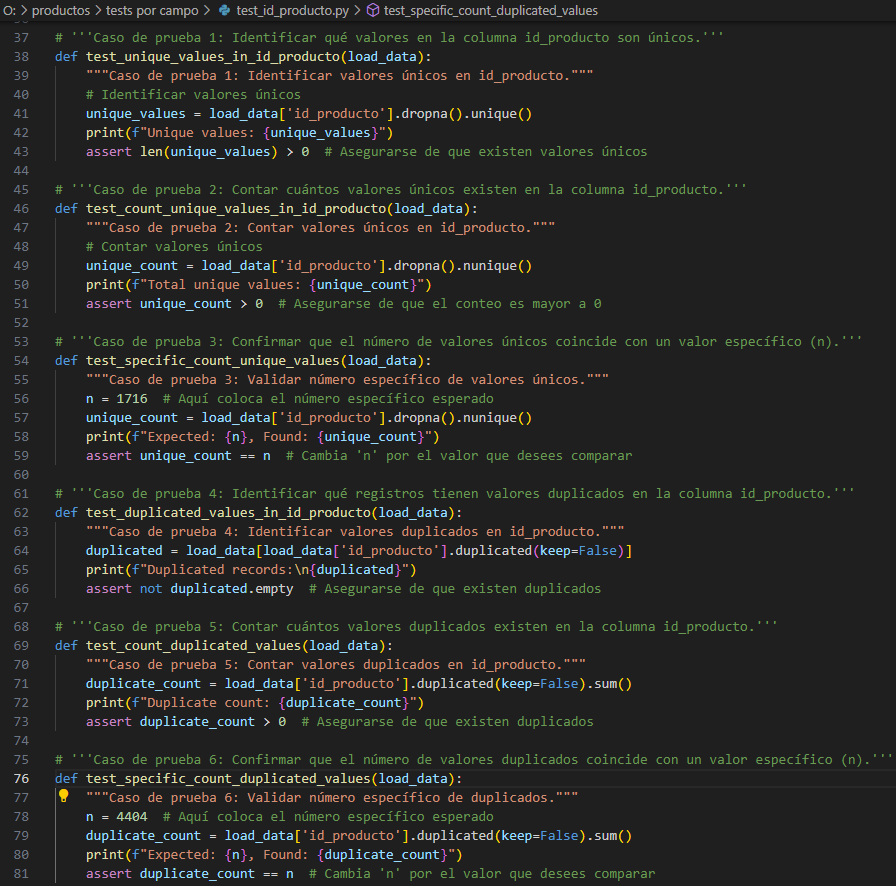 O: > productos > tests por campo > test_id_producto.py > test_specific_count_duplicated_values
37 # '''Caso de prueba 1: Identificar qué valores en la columna id_producto son únicos.'''
38 def test_unique_values_in_id_producto(load_data):
39 """Caso de prueba 1: Identificar valores únicos en id_producto."""
40 # Identificar valores únicos
41 unique_values = load_data['id_producto'].dropna().unique()
42 print(f"Unique values: {unique_values}")
43 assert len(unique_values) > 0  # Asegurarse de que existen valores únicos
44
45 # '''Caso de prueba 2: Contar cuántos valores únicos existen en la columna id_producto.'''
46 def test_count_unique_values_in_id_producto(load_data):
47 """Caso de prueba 2: Contar valores únicos en id_producto."""
48 # Contar valores únicos
49 unique_count = load_data['id_producto'].dropna().nunique()
50 print(f"Total unique values: {unique_count}")
51 assert unique_count > 0  # Asegurarse de que el conteo es mayor a 0
52
53 # '''Caso de prueba 3: Confirmar que el número de valores únicos coincide con un valor específico (n).'''
54 def test_specific_count_unique_values(load_data):
55 """Caso de prueba 3: Validar número específico de valores únicos."""
56 n = 1716  # Aquí coloca el número específico esperado
57 unique_count = load_data['id_producto'].dropna().nunique()
58 print(f"Expected: {n}, Found: {unique_count}")
59 assert unique_count == n  # Cambia 'n' por el valor que desees comparar
60
61 # '''Caso de prueba 4: Identificar qué registros tienen valores duplicados en la columna id_producto.'''
62 def test_duplicated_values_in_id_producto(load_data):
63 """Caso de prueba 4: Identificar valores duplicados en id_producto."""
64 duplicated = load_data[load_data['id_producto'].duplicated(keep=False)]
65 print(f"Duplicated records:\n{duplicated}")
66 assert not duplicated.empty  # Asegurarse de que existen duplicados
67
68 # '''Caso de prueba 5: Contar cuántos valores duplicados existen en la columna id_producto.'''
69 def test_count_duplicated_values(load_data):
70 """Caso de prueba 5: Contar valores duplicados en id_producto."""
71 duplicate_count = load_data['id_producto'].duplicated(keep=False).sum()
72 print(f"Duplicate count: {duplicate_count}")
73 assert duplicate_count > 0  # Asegurarse de que existen duplicados
74
75 # '''Caso de prueba 6: Confirmar que el número de valores duplicados coincide con un valor específico (n).'''
76 def test_specific_count_duplicated_values(load_data):
77 """Caso de prueba 6: Validar número específico de duplicados."""
78 n = 4404  # Aquí coloca el número específico esperado
79 duplicate_count = load_data['id_producto'].duplicated(keep=False).sum()
80 print(f"Expected: {n}, Found: {duplicate_count}")
81 assert duplicate_count == n  # Cambia 'n' por el valor que desees comparar